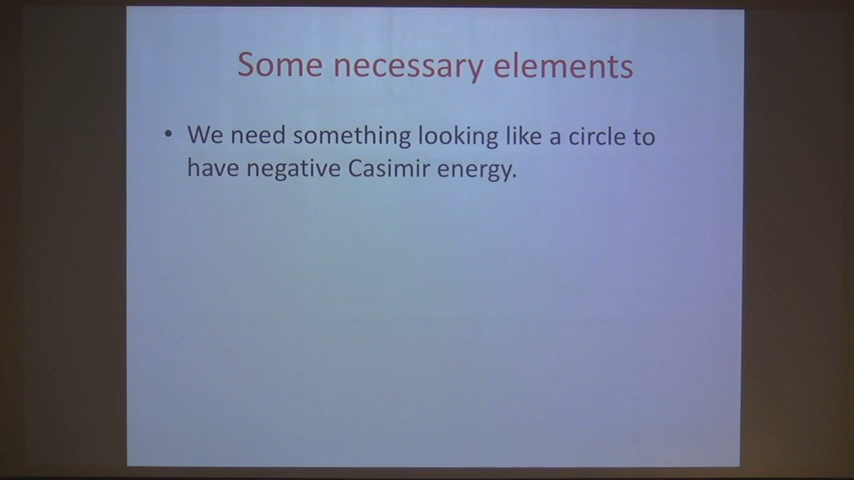 Some necessary elements
• We need something looking like a circle to
have negative Casimir energy.